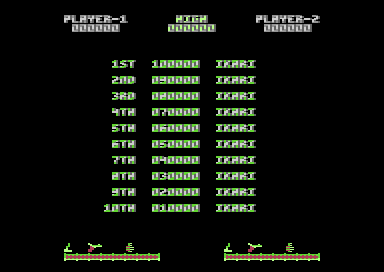 PLAYER-1 HIGH PLAYER-2
000000 000000 000000
1ST 100000 IKARI
2ND 090000 IKARI
3RD 080000 IKARI
4TH 070000 IKARI
5TH 060000 IKARI
6TH 050000 IKARI
7TH 040000 IKARI
8TH 030000 IKARI
9TH 020000 IKARI
10TH 010000 IKARI